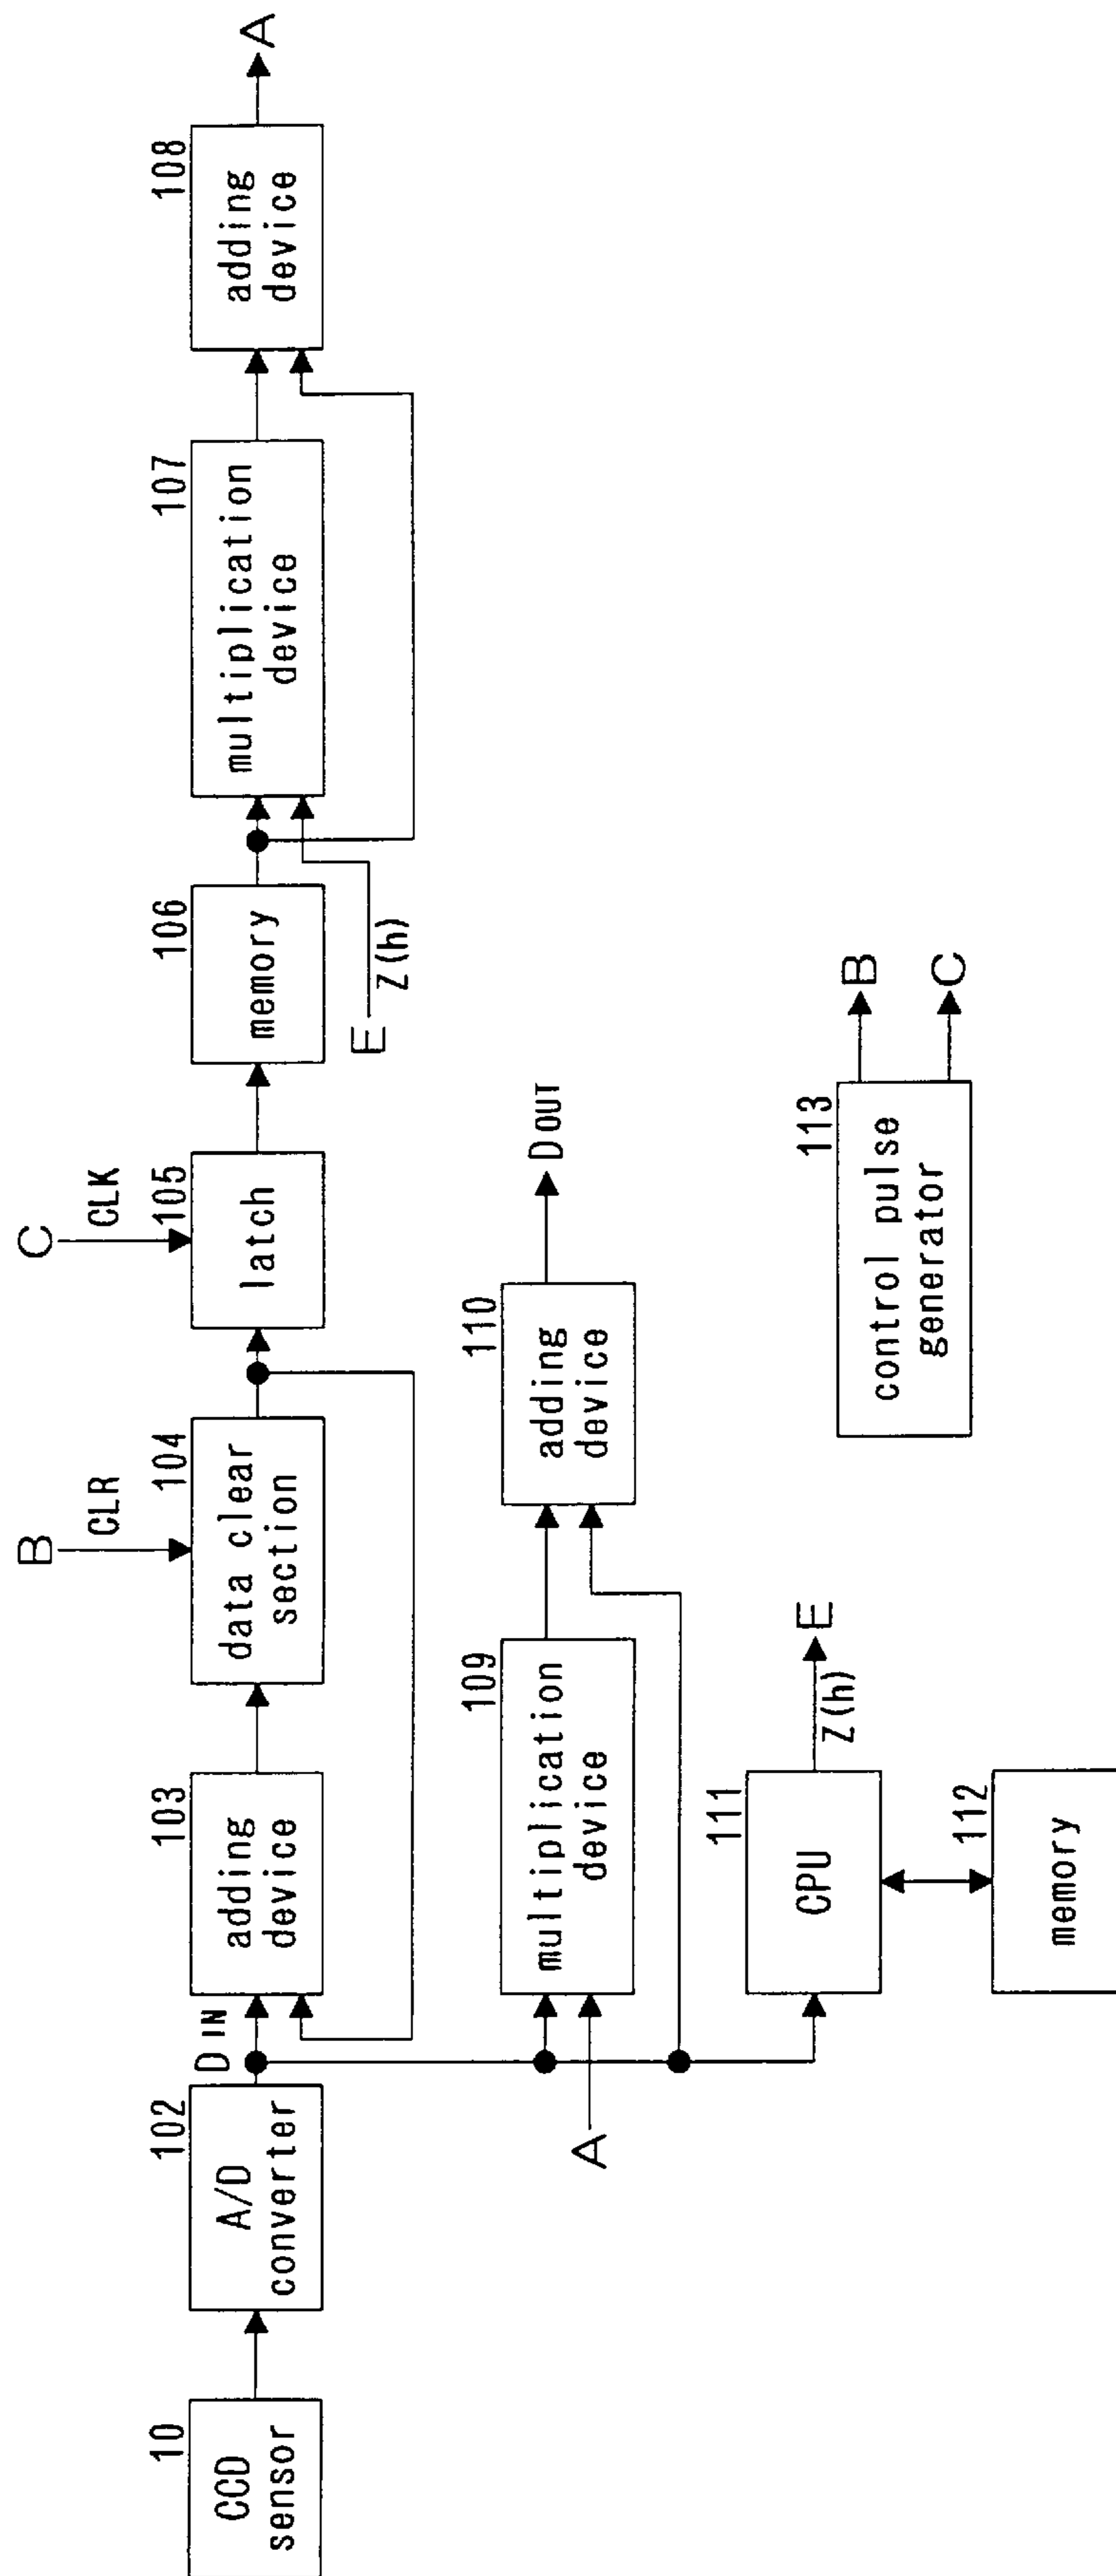 10
CCD
sensor
102
A/D
converter
D IN
103
adding
device
B
CLR
104
data clear
section
C
CLK
105
latch
106
memory
E
Z(h)
107
multiplication
device
108
adding
device
A
A
109
multiplication
device
110
adding
device
D OUT
111
CPU
Z(h)
E
112
memory
113
control pulse
generator
B
C